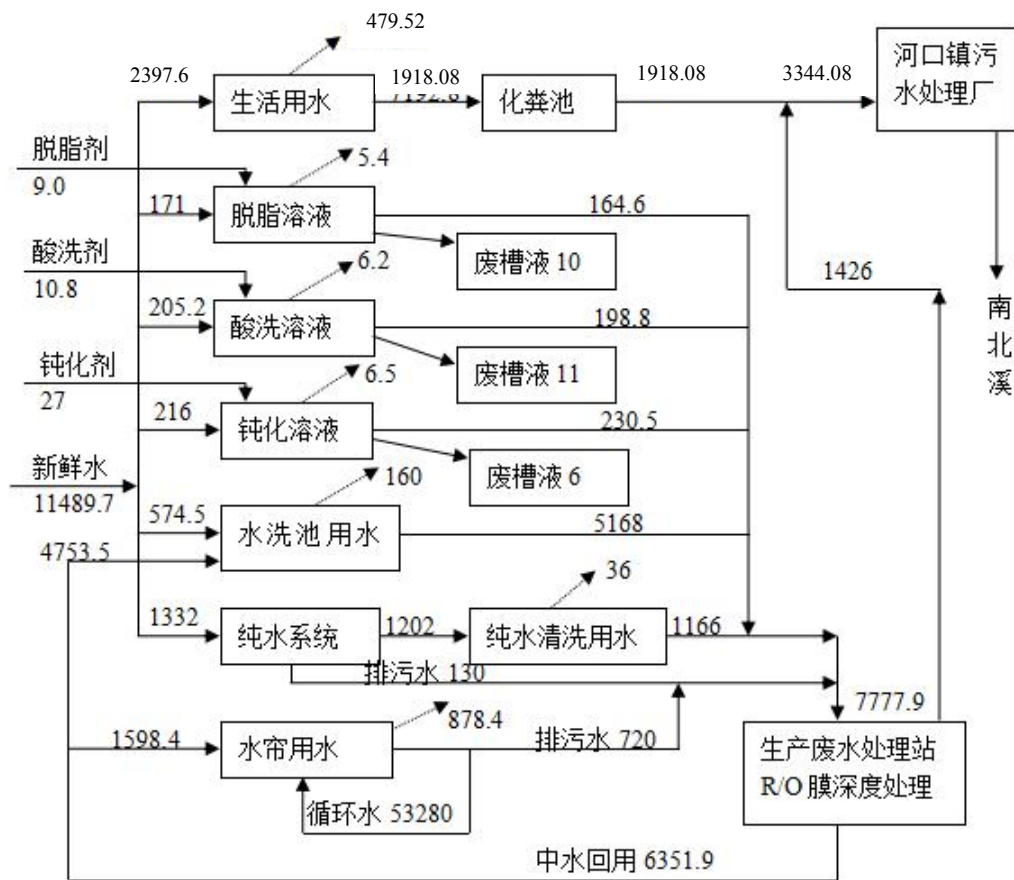 479.52
2397.6
生活用水
1918.08
7192.8
化粪池
1918.08
3344.08
河口镇污
水处理厂
脱脂剂
9.0
171
脱脂溶液
5.4
164.6
废槽液 10
酸洗剂
10.8
205.2
酸洗溶液
6.2
198.8
废槽液 11
1426
南
北
溪
钝化剂
27
216
钝化溶液
6.5
230.5
废槽液 6
新鲜水
11489.7
574.5
4753.5
水洗池用水
160
5168
1332
纯水系统
1202
纯水清洗用水
36
1166
排污水 130
7777.9
1598.4
水帘用水
878.4
排污水 720
循环水 53280
生产废水处理站
R/O 膜深度处理
中水回用 6351.9